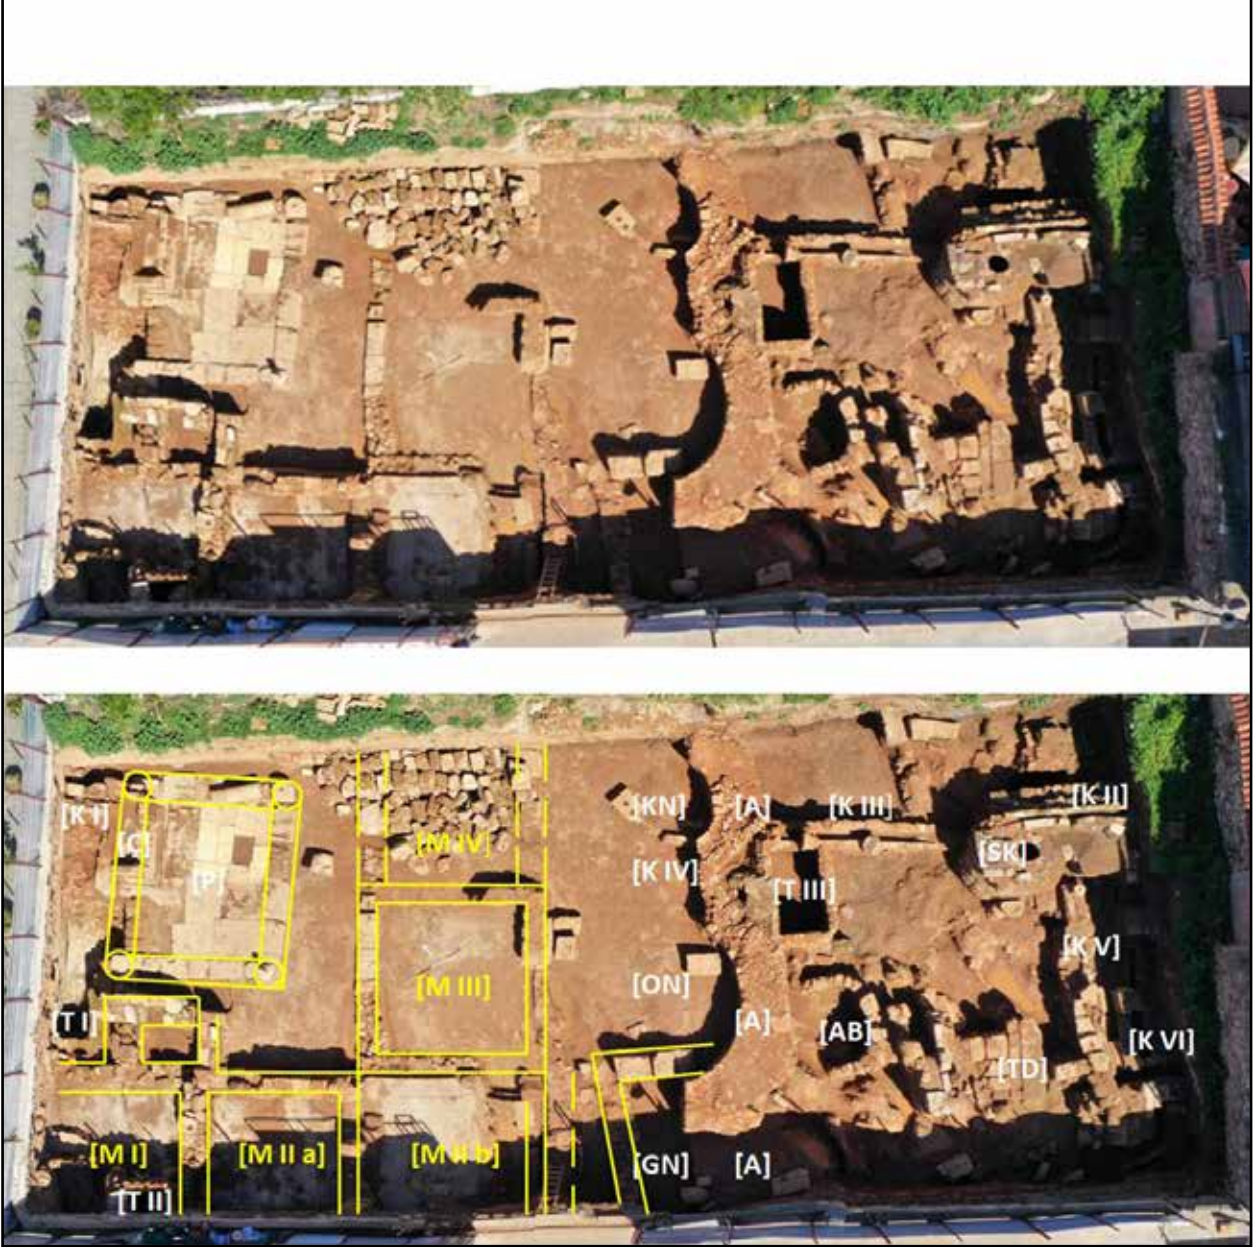 [K I] [C] [P] [M IV] [KN] [A] [K III] [K II]
[K IV] [T III] [SK]
[K V]
[T I] [M III] [ON] [A] [AB] [TD] [K VI]
[M I] [M II a] [M II b] [GN] [A]
[T II]